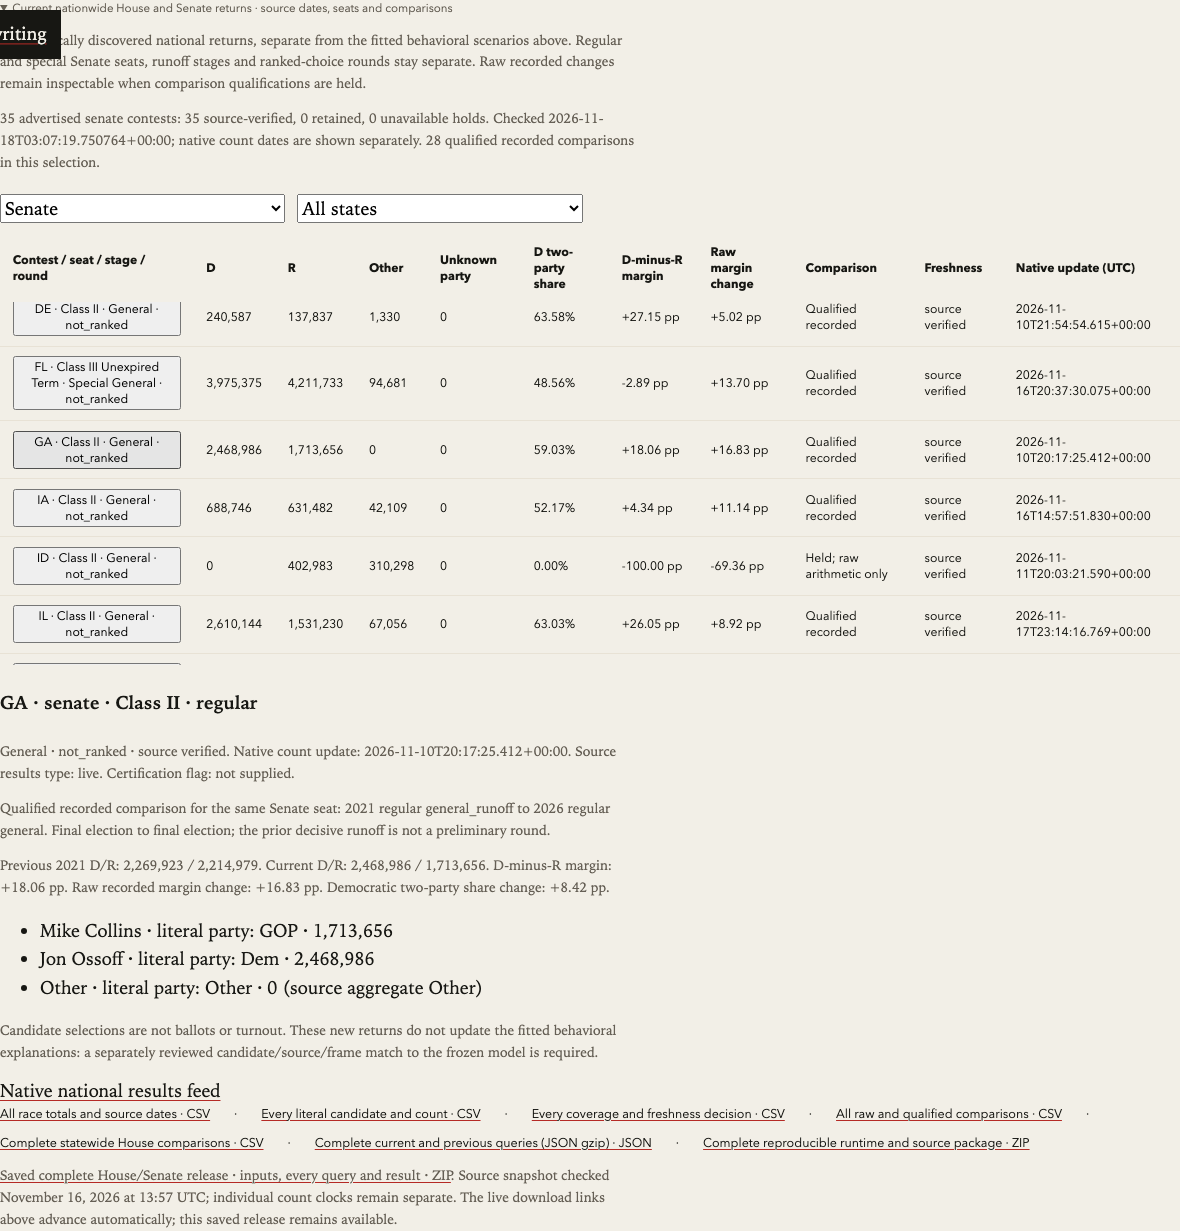 ▼ Current nationwide House and Senate returns · source dates, seats and comparisons
writing
cally discovered national returns, separate from the fitted behavioral scenarios above. Regular
and special Senate seats, runoff stages and ranked-choice rounds stay separate. Raw recorded changes
remain inspectable when comparison qualifications are held.
35 advertised senate contests: 35 source-verified, 0 retained, 0 unavailable holds. Checked 2026-11-
18T03:07:19.750764+00:00; native count dates are shown separately. 28 qualified recorded comparisons
in this selection.
Senate All states
Contest / seat / stage / round D R Other Unknown party D two-party share D-minus-R margin Raw margin change Comparison Freshness Native update (UTC)
DE · Class II · General · not_ranked 240,587 137,837 1,330 0 63.58% +27.15 pp +5.02 pp Qualified recorded source verified 2026-11-10T21:54:54.615+00:00
FL · Class III Unexpired Term · Special General · not_ranked 3,975,375 4,211,733 94,681 0 48.56% -2.89 pp +13.70 pp Qualified recorded source verified 2026-11-16T20:37:30.075+00:00
GA · Class II · General · not_ranked 2,468,986 1,713,656 0 0 59.03% +18.06 pp +16.83 pp Qualified recorded source verified 2026-11-10T20:17:25.412+00:00
IA · Class II · General · not_ranked 688,746 631,482 42,109 0 52.17% +4.34 pp +11.14 pp Qualified recorded source verified 2026-11-16T14:57:51.830+00:00
ID · Class II · General · not_ranked 0 402,983 310,298 0 0.00% -100.00 pp -69.36 pp Held; raw arithmetic only source verified 2026-11-11T20:03:21.590+00:00
IL · Class II · General · not_ranked 2,610,144 1,531,230 67,056 0 63.03% +26.05 pp +8.92 pp Qualified recorded source verified 2026-11-17T23:14:16.769+00:00
GA · senate · Class II · regular
General · not_ranked · source verified. Native count update: 2026-11-10T20:17:25.412+00:00. Source
results type: live. Certification flag: not supplied.
Qualified recorded comparison for the same Senate seat: 2021 regular general_runoff to 2026 regular
general. Final election to final election; the prior decisive runoff is not a preliminary round.
Previous 2021 D/R: 2,269,923 / 2,214,979. Current D/R: 2,468,986 / 1,713,656. D-minus-R margin:
+18.06 pp. Raw recorded margin change: +16.83 pp. Democratic two-party share change: +8.42 pp.
• Mike Collins · literal party: GOP · 1,713,656
• Jon Ossoff · literal party: Dem · 2,468,986
• Other · literal party: Other · 0 (source aggregate Other)
Candidate selections are not ballots or turnout. These new returns do not update the fitted behavioral
explanations: a separately reviewed candidate/source/frame match to the frozen model is required.
Native national results feed
All race totals and source dates · CSV · Every literal candidate and count · CSV · Every coverage and freshness decision · CSV · All raw and qualified comparisons · CSV ·
Complete statewide House comparisons · CSV · Complete current and previous queries (JSON gzip) · JSON · Complete reproducible runtime and source package · ZIP
Saved complete House/Senate release · inputs, every query and result · ZIP. Source snapshot checked
November 16, 2026 at 13:57 UTC; individual count clocks remain separate. The live download links
above advance automatically; this saved release remains available.